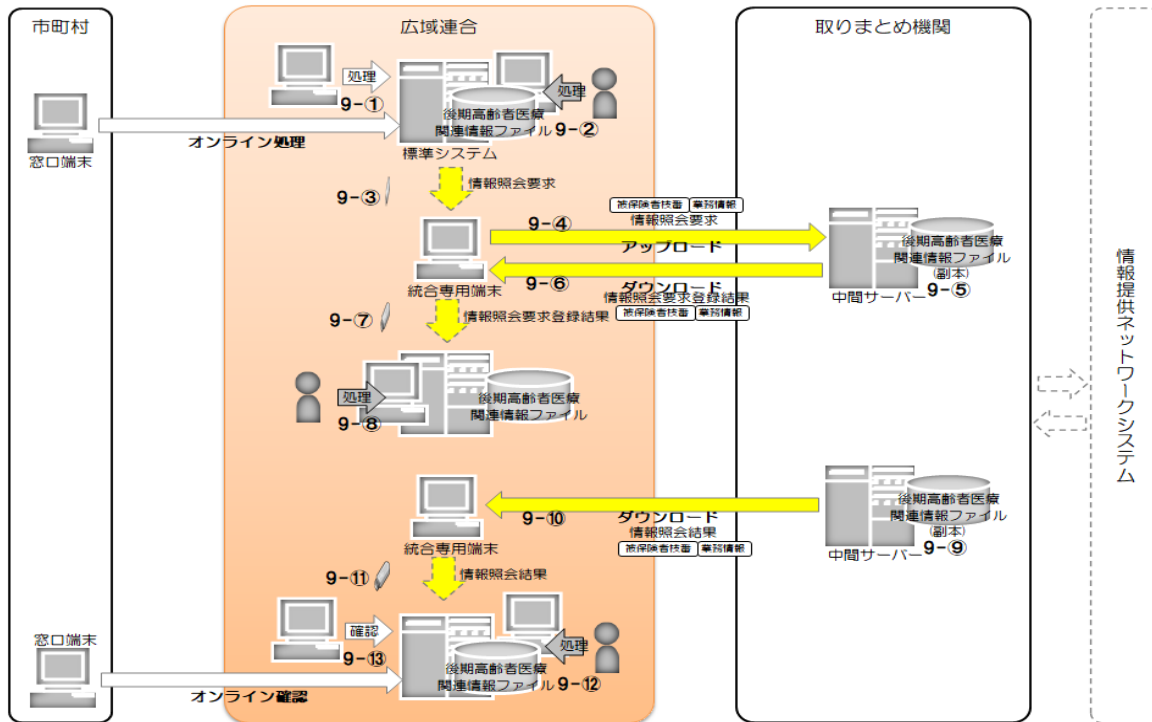 市町村
広域連合
取りまとめ機関
処理
9-①
処理
後期高齢者医療
関連情報ファイル
9-②
オンライン処理
窓口端末
標準システム
9-③
情報照会要求
被保険者枝番
業務情報
9-④
情報照会要求
アップロード
後期高齢者医療
関連情報ファイル
(副本)
9-⑤
中間サーバー
統合専用端末
9-⑥
ダウンロード
情報照会要求登録結果
被保険者枝番
業務情報
9-⑦
情報照会要求登録結果
処理
9-⑧
後期高齢者医療
関連情報ファイル
情報提供ネットワークシステム
9-⑩
ダウンロード
情報照会結果
被保険者枝番
業務情報
後期高齢者医療
関連情報ファイル
(副本)
中間サーバー
9-⑨
統合専用端末
9-⑪
情報照会結果
窓口端末
確認
9-⑬
処理
後期高齢者医療
関連情報ファイル
9-⑫
オンライン確認